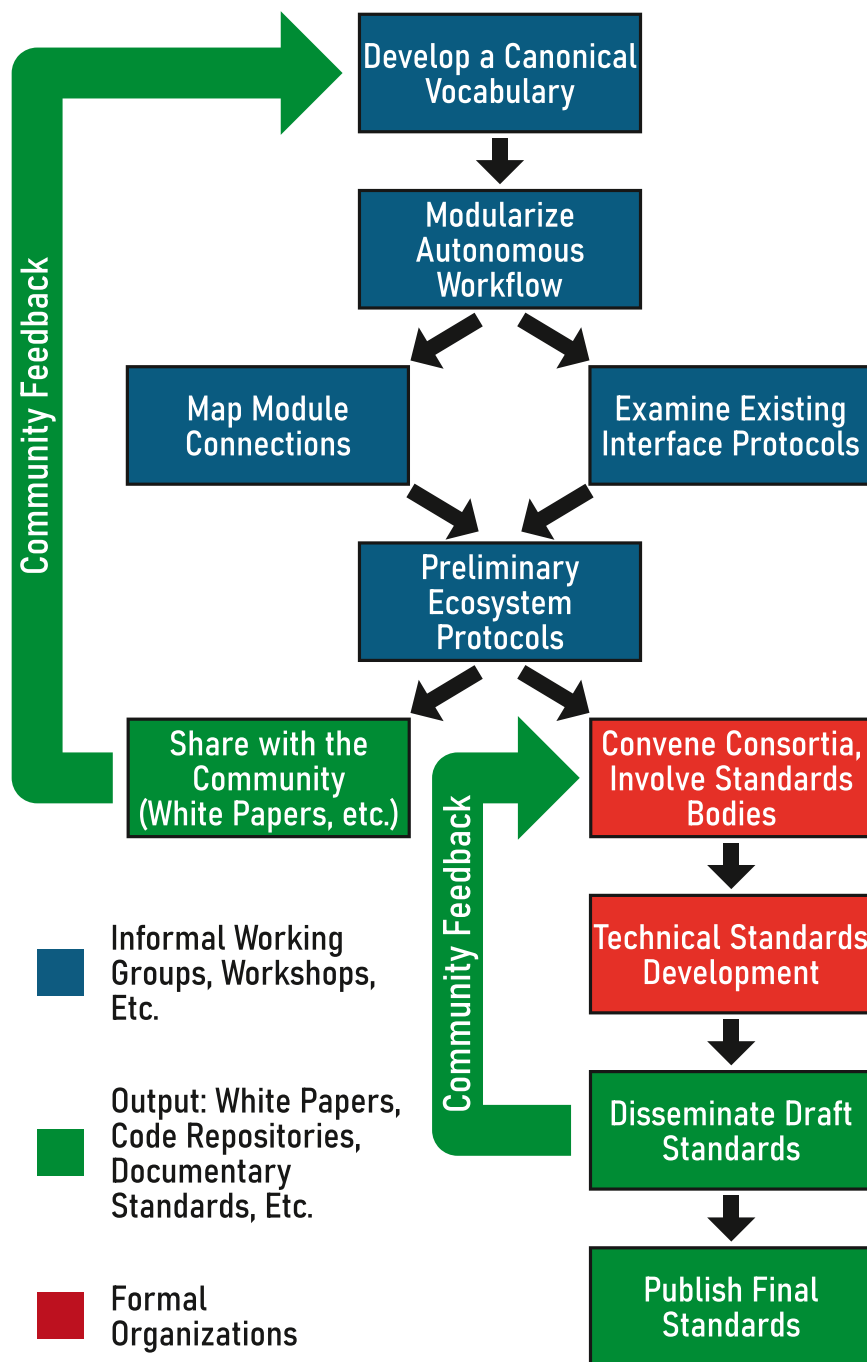 Develop a Canonical
Vocabulary
Modularize
Autonomous
Workflow
Map Module
Connections
Examine Existing
Interface Protocols
Preliminary
Ecosystem
Protocols
Share with the
Community
(White Papers, etc.)
Convene Consortia,
Involve Standards
Bodies
Technical Standards
Development
Disseminate Draft
Standards
Publish Final
Standards
Community Feedback
Community Feedback
Informal Working
Groups, Workshops,
Etc.
Output: White Papers,
Code Repositories,
Documentary
Standards, Etc.
Formal
Organizations